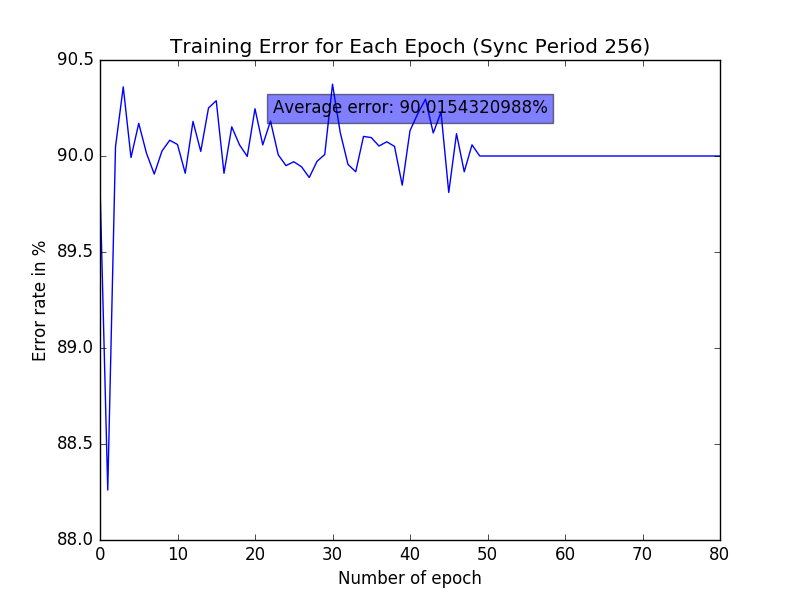 Training Error for Each Epoch (Sync Period 256)
90.5
Average error: 90.0154320988%
90.0
89.5
89.0
88.5
88.0
Error rate in %
0 10 20 30 40 50 60 70 80
Number of epoch